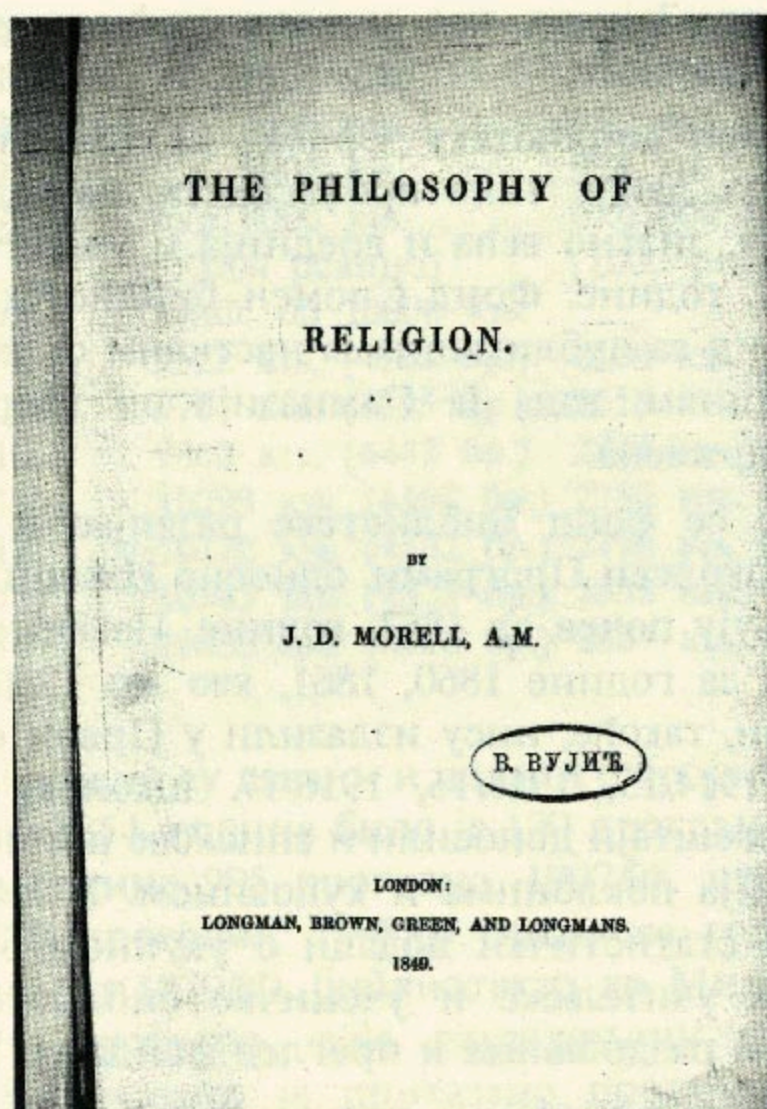 THE PHILOSOPHY OF
RELIGION.
BY
J. D. MORELL, A.M.
В. ВУЈИЋ
LONDON:
LONGMAN, BROWN, GREEN, AND LONGMANS.
1849.